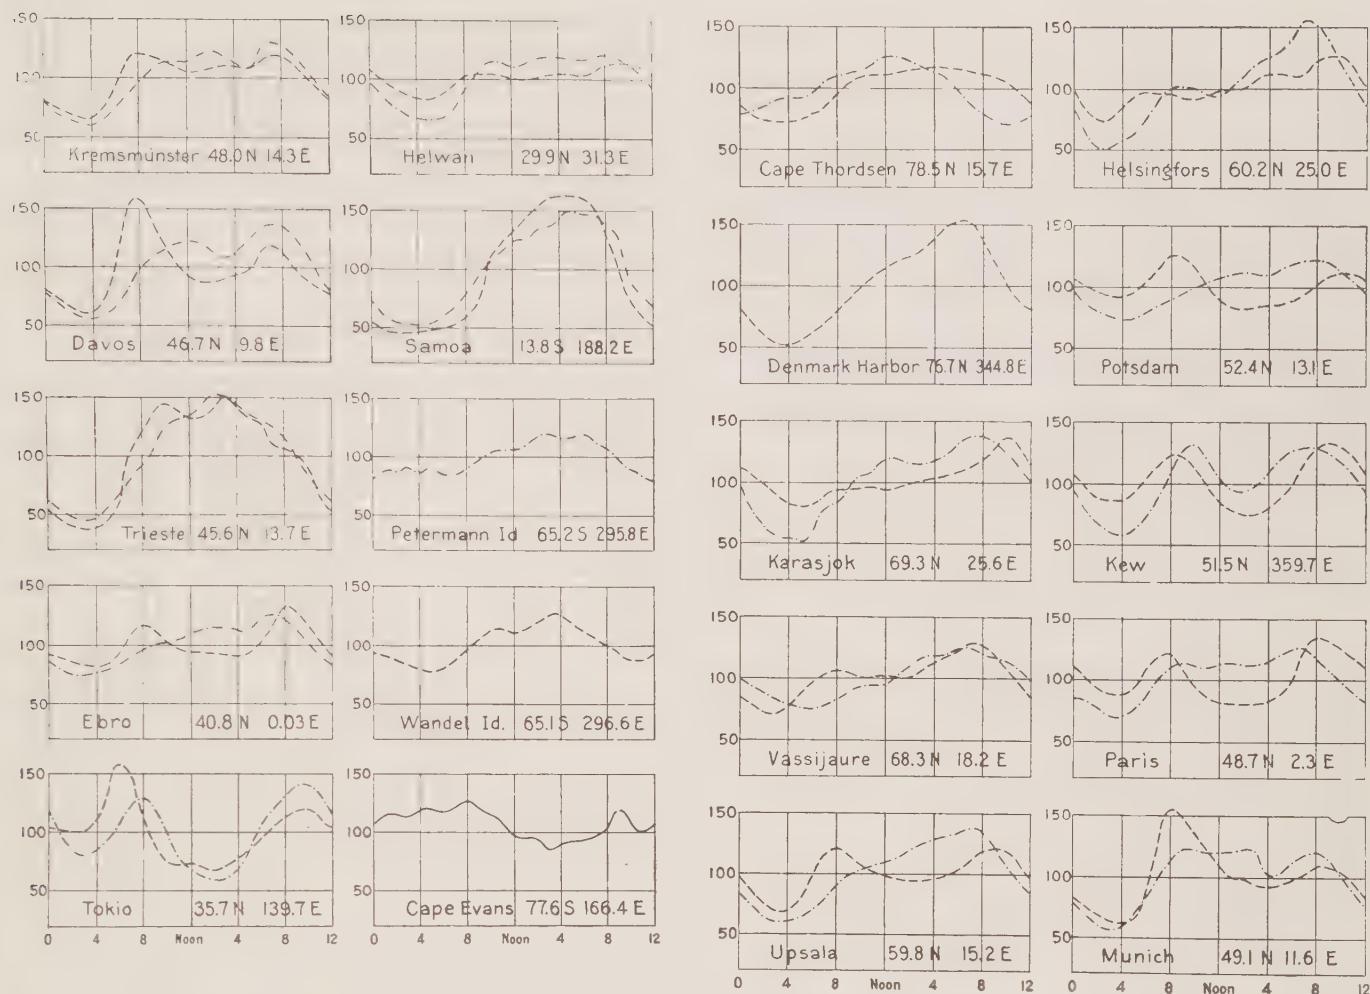 150
100
50
Kremsmünster 48.0 N 14.3 E
150
100
50
Helwan 29.9 N 31.3 E
150
100
50
Davos 46.7 N 9.8 E
150
100
50
Samoa 13.8 S 188.2 E
150
100
50
Trieste 45.6 N 13.7 E
150
100
50
Petermann Id 65.2 S 295.8 E
150
100
50
Ebro 40.8 N 0.03 E
150
100
50
Wandel Id. 65.1 S 296.6 E
150
100
50
Tokio 35.7 N 139.7 E
150
100
50
Cape Evans 77.6 S 166.4 E
0 4 8 Noon 4 8 12
0 4 8 Noon 4 8 12
150
100
50
Cape Thordsen 78.5 N 15.7 E
150
100
50
Helsingfors 60.2 N 25.0 E
150
100
50
Denmark Harbor 76.7 N 344.8 E
150
100
50
Potsdam 52.4 N 13.1 E
150
100
50
Karasjok 69.3 N 25.6 E
150
100
50
Kew 51.5 N 359.7 E
150
100
50
Vassijaure 68.3 N 18.2 E
150
100
50
Paris 48.7 N 2.3 E
150
100
50
Upsala 59.8 N 15.2 E
150
100
50
Munich 49.1 N 11.6 E
0 4 8 Noon 4 8 12
0 4 8 Noon 4 8 12